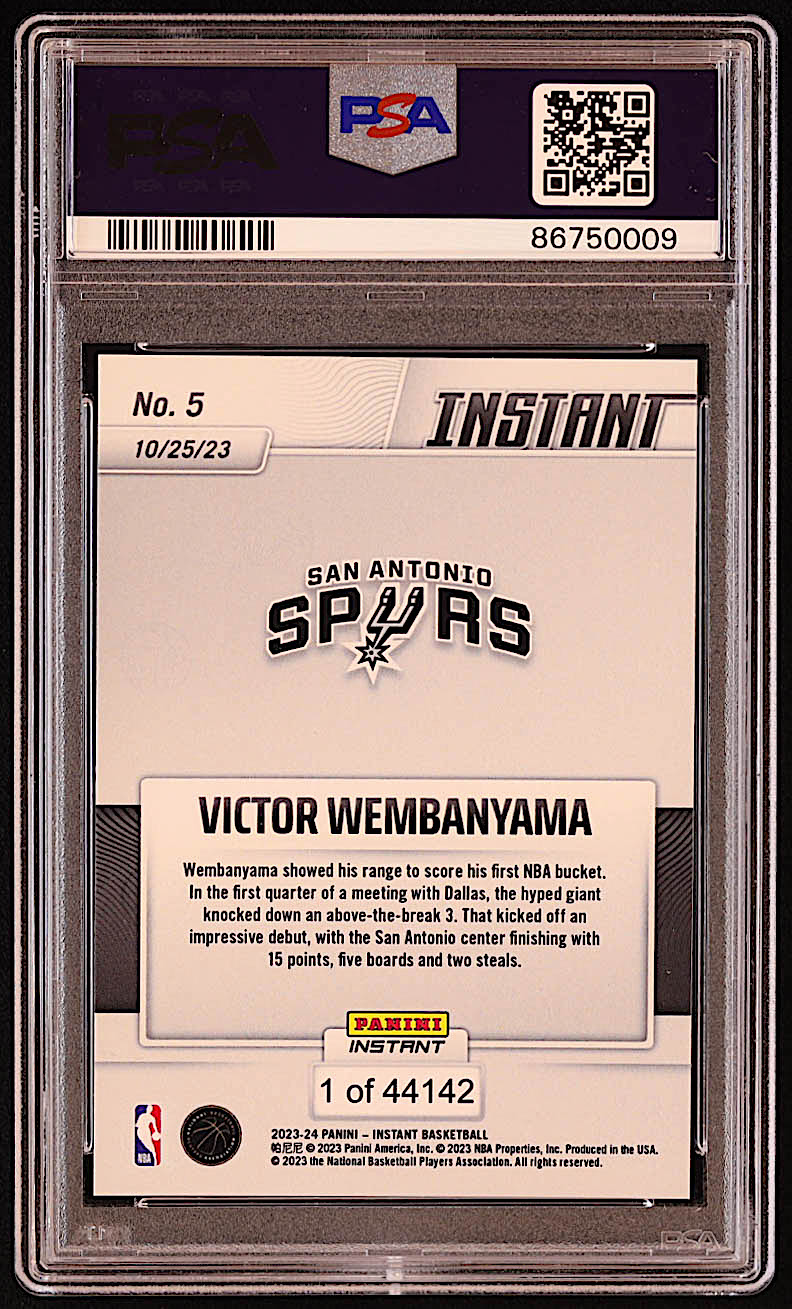 PSA
PSA
86750009
No. 5
INSTANT
10/25/23
SAN ANTONIO
SPURS
VICTOR WEMBANYAMA
Wembanyama showed his range to score his first NBA bucket.
In the first quarter of a meeting with Dallas, the hyped giant
knocked down an above-the-break 3. That kicked off an
impressive debut, with the San Antonio center finishing with
15 points, five boards and two steals.
PANINI
INSTANT
1 of 44142
NBA
2023-24 PANINI – INSTANT BASKETBALL
帕尼尼 © 2023 Panini America, Inc. © 2023 NBA Properties, Inc. Produced in the USA.
© 2023 the National Basketball Players Association. All rights reserved.
PSA